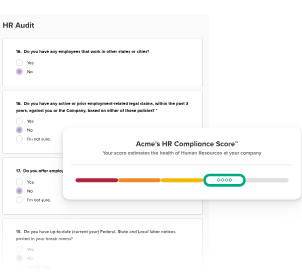 HR Audit
16. Do you have any employees that work in other states or cities?
Yes
No
16. Do you have any active or prior employment-related legal claims, within the past 3
years, against you or the Company, based on either of these policies?
Yes
No
I'm not sure.
Acme's HR Compliance Score™
Your score estimates the health of Human Resources at your company
17. Do you offer employ
Yes
No
I'm not sure.
15. Do you have up-to-date (current year) Federal, State and Local labor notices
posted in your break rooms?
Yes
No